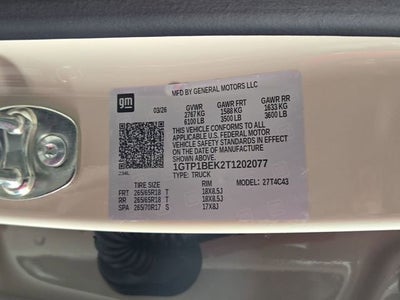 gm
MFD BY GENERAL MOTORS LLC
03/26 GVWR GAWR FRT GAWR RR
2767 KG 1588 KG 1633 KG
6100 LB 3500 LB 3600 LB
THIS VEHICLE CONFORMS TO ALL
APPLICABLE U.S. FEDERAL MOTOR
VEHICLE SAFETY STANDARDS IN
EFFECT ON THE DATE OF
MANUFACTURE SHOWN ABOVE.
1GTP1BEK2T1202077
TYPE: TRUCK
TIRE SIZE RIM MODEL: 27T4C43
FRT 265/65R18 T 18X8.5J
RR 265/65R18 T 18X8.5J
SPA 265/70R17 S 17X8J